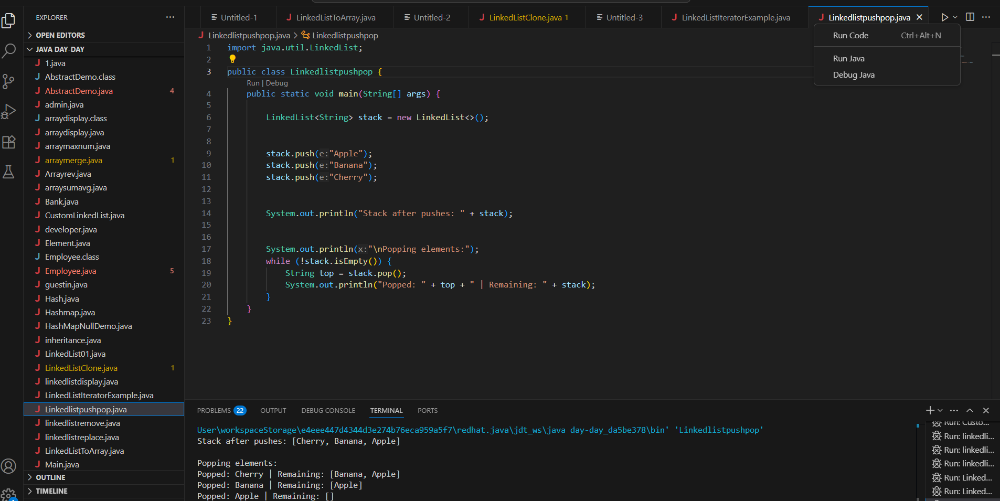 EXPLORER
OPEN EDITORS
JAVA DAY-DAY
1.java
AbstractDemo.class
AbstractDemo.java 4
admin.java
arraydisplay.class
arraydisplay.java
arraymaxnum.java
arraymerge.java 1
Arrayrev.java
arraysumavg.java
Bank.java
CustomLinkedList.java
developer.java
Element.java
Employee.class
Employee.java 5
guestin.java
Hash.java
Hashmap.java
HashMapNullDemo.java
inheritance.java
LinkedList01.java
LinkedListClone.java 1
linkedlistdisplay.java
LinkedListIteratorExample.java
Linkedlistpushpop.java
linkedlistremove.java
linkedlistreplace.java
LinkedListToArray.java
Main.java
OUTLINE
TIMELINE
Untitled-1 LinkedListToArray.java Untitled-2 LinkedListClone.java 1 Untitled-3 LinkedListIteratorExample.java Linkedlistpushpop.java
Run Code Ctrl+Alt+N
Run Java
Debug Java
Linkedlistpushpop.java > Linkedlistpushpop
1 import java.util.LinkedList;
2
3 public class Linkedlistpushpop {
Run | Debug
4 public static void main(String[] args) {
5
6 LinkedList<String> stack = new LinkedList<>();
7
8
9 stack.push(e:"Apple");
10 stack.push(e:"Banana");
11 stack.push(e:"Cherry");
12
13
14 System.out.println("Stack after pushes: " + stack);
15
16
17 System.out.println(x:"\nPopping elements:");
18 while (!stack.isEmpty()) {
19 String top = stack.pop();
20 System.out.println("Popped: " + top + " | Remaining: " + stack);
21 }
22 }
23 }
PROBLEMS 22 OUTPUT DEBUG CONSOLE TERMINAL PORTS
User\workspaceStorage\e4eee447d4344d3e274b76eca959a5f7\redhat.java\jdt_ws\java day-day_da5be378\bin' 'Linkedlistpushpop'
Stack after pushes: [Cherry, Banana, Apple]
Popping elements:
Popped: Cherry | Remaining: [Banana, Apple]
Popped: Banana | Remaining: [Apple]
Popped: Apple | Remaining: []
Run: Custo...
Run: linkedli...
Run: linkedli...
Run: linkedli...
Run: Linked...
Run: Linked...